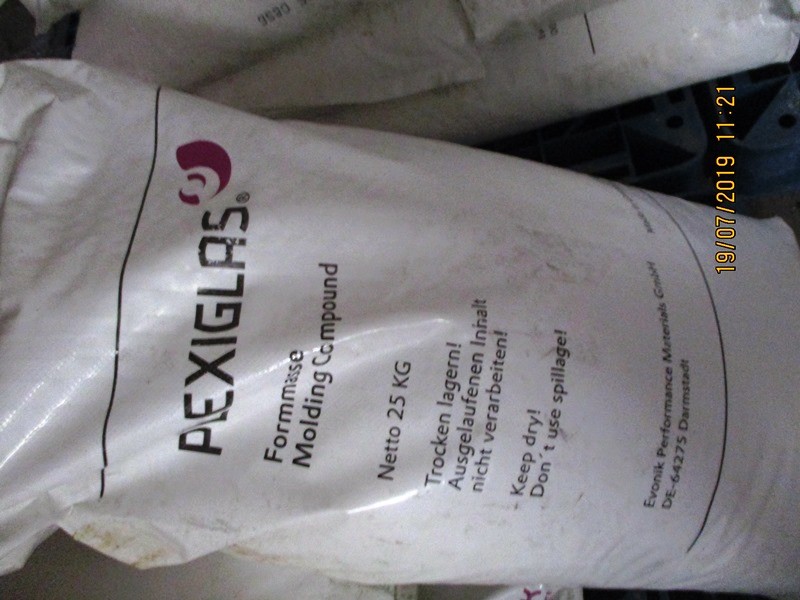 PEXIGLAS®
Formmasse
Molding Compound
Netto 25 KG
Trocken lagern!
Ausgelaufenen Inhalt
nicht verarbeiten!
Keep dry!
Don´t use spillage!
Evonik Performance Materials GmbH
DE-64275 Darmstadt
19/07/2019 11:21